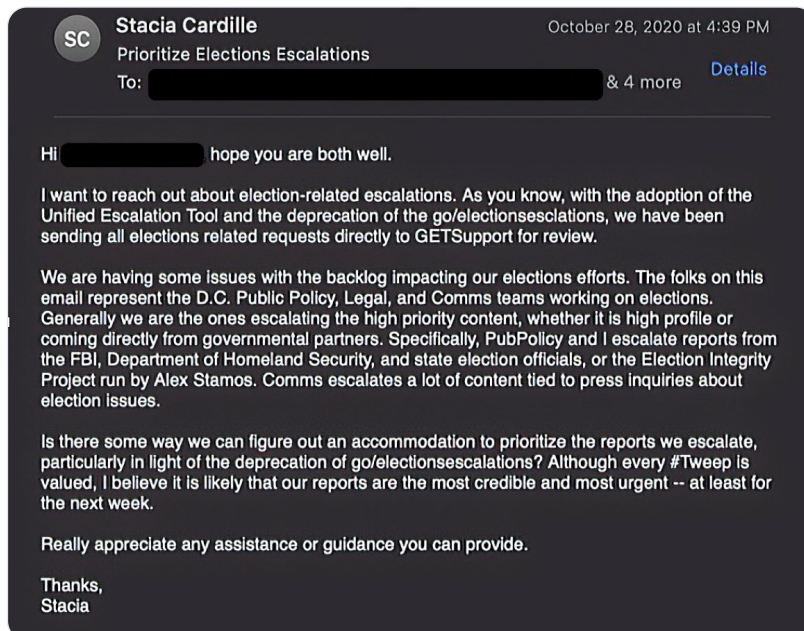 SC
Stacia Cardille
October 28, 2020 at 4:39 PM
Prioritize Elections Escalations
To:
& 4 more
Details
Hi
hope you are both well.
I want to reach out about election-related escalations. As you know, with the adoption of the
Unified Escalation Tool and the deprecation of the go/electionsesclations, we have been
sending all elections related requests directly to GETSupport for review.
We are having some issues with the backlog impacting our elections efforts. The folks on this
email represent the D.C. Public Policy, Legal, and Comms teams working on elections.
Generally we are the ones escalating the high priority content, whether it is high profile or
coming directly from governmental partners. Specifically, PubPolicy and I escalate reports from
the FBI, Department of Homeland Security, and state election officials, or the Election Integrity
Project run by Alex Stamos. Comms escalates a lot of content tied to press inquiries about
election issues.
Is there some way we can figure out an accommodation to prioritize the reports we escalate,
particularly in light of the deprecation of go/electionsescalations? Although every #Tweep is
valued, I believe it is likely that our reports are the most credible and most urgent -- at least for
the next week.
Really appreciate any assistance or guidance you can provide.
Thanks,
Stacia